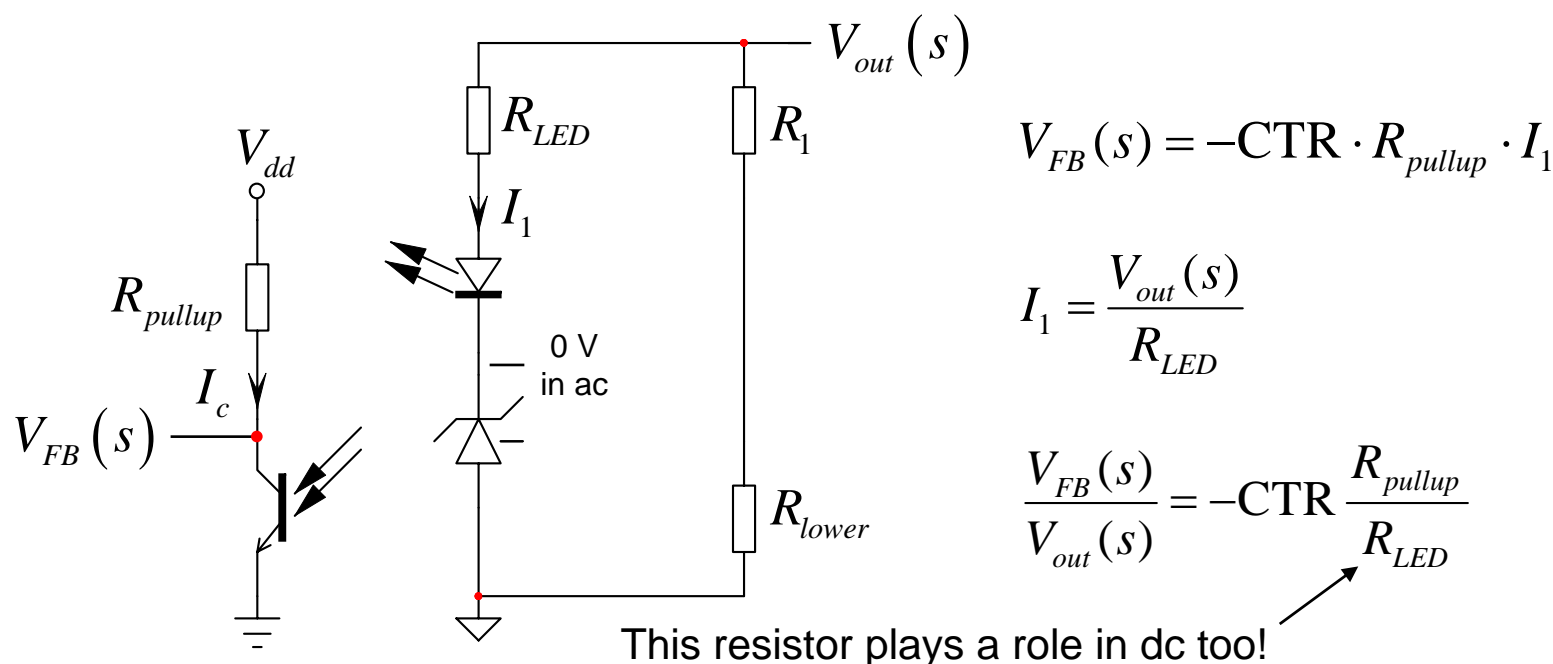 V_out(s)
R_LED
R_1
V_dd
I_1
R_pullup
0 V
in ac
I_c
V_FB(s)
R_lower
V_FB(s) = −CTR · R_pullup · I_1
I_1 = V_out(s) / R_LED
V_FB(s) / V_out(s) = −CTR R_pullup / R_LED
This resistor plays a role in dc too!